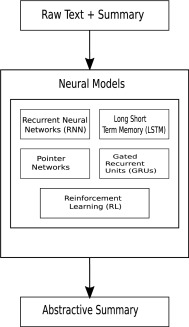 Raw Text + Summary
Neural Models
Recurrent Neural
Networks (RNN)
Long Short
Term Memory (LSTM)
Pointer
Networks
Gated
Recurrent
Units (GRUs)
Reinforcement
Learning (RL)
Abstractive Summary